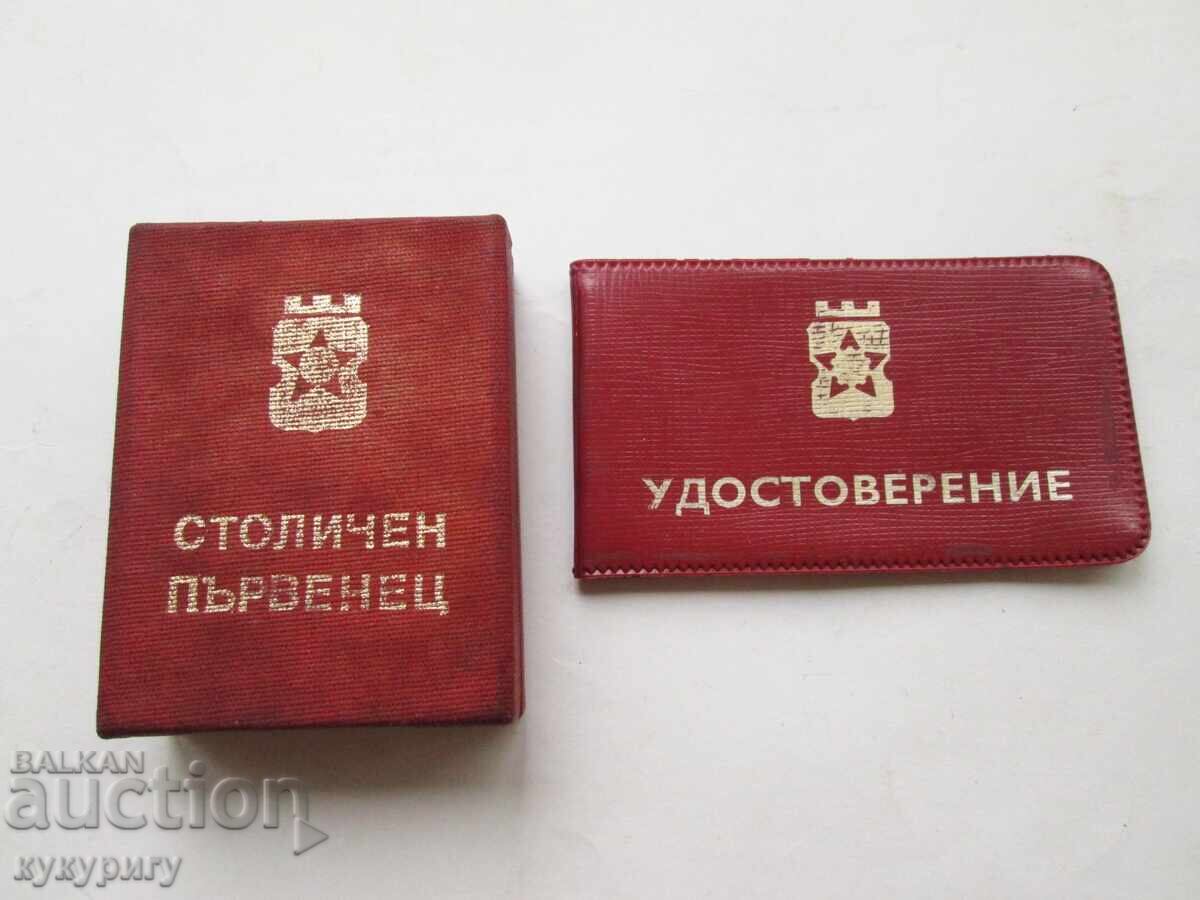 СТОЛИЧЕН
ПЪРВЕНЕЦ
УДОСТОВЕРЕНИЕ
BALKAN
auction
кукуригу